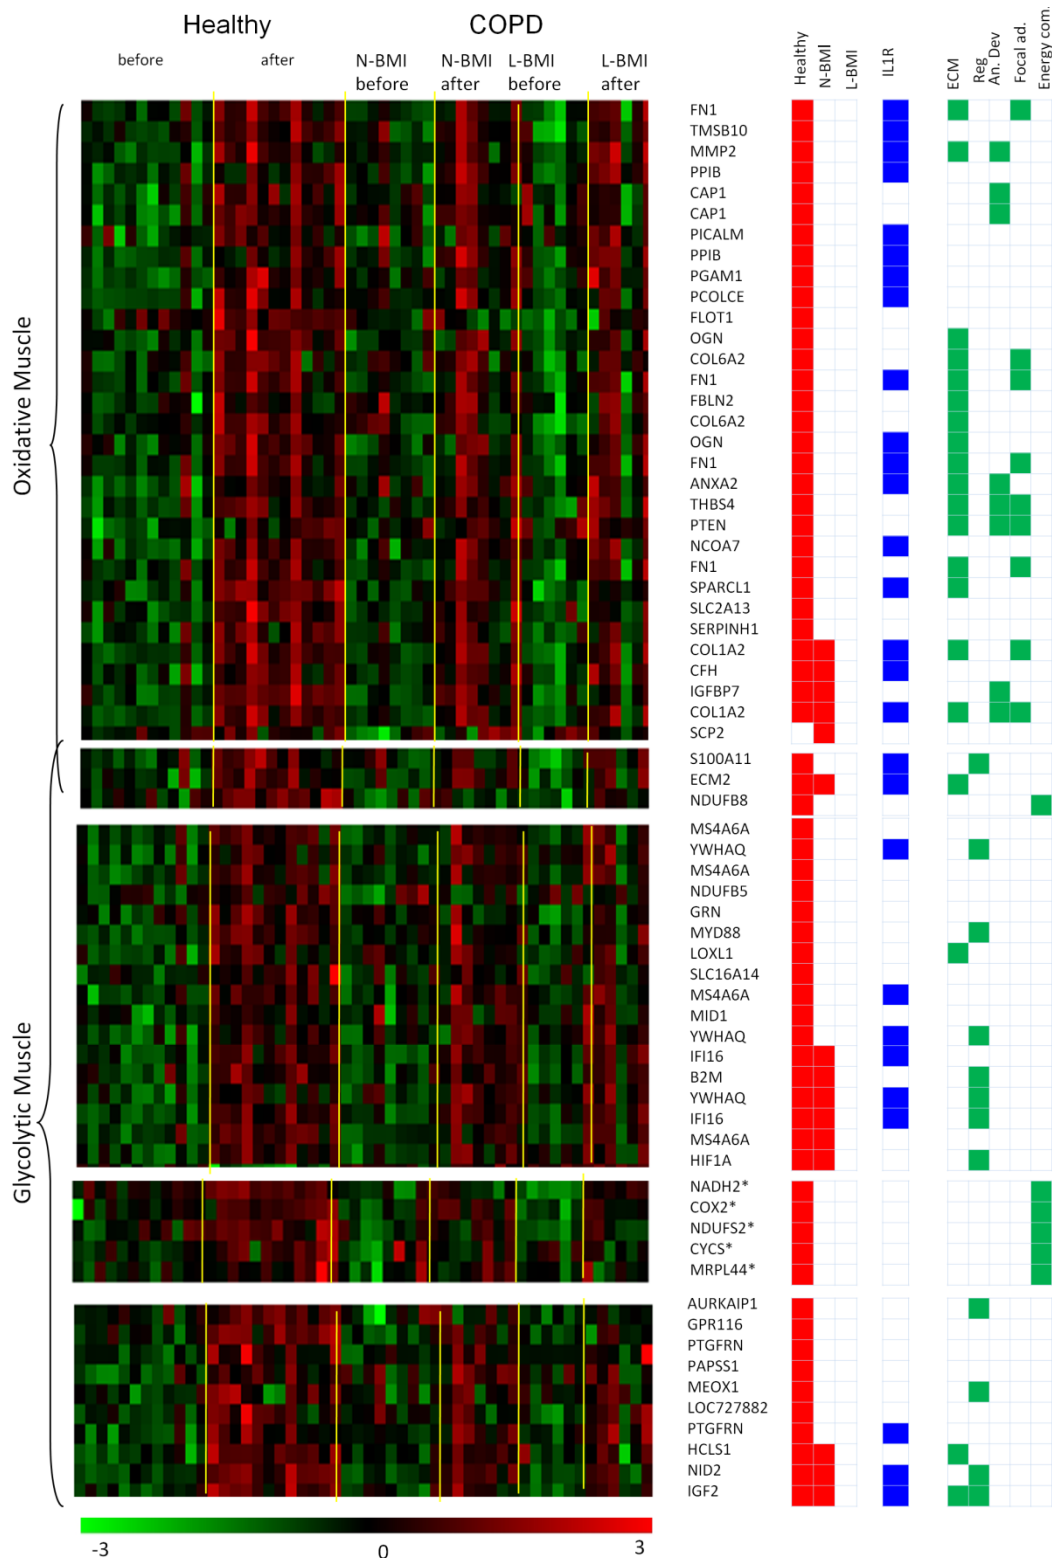 Healthy
COPD
before
after
N-BMI before
N-BMI after
L-BMI before
L-BMI after
Healthy
N-BMI
L-BMI
IL1R
ECM
Reg
An. Dev
Focal ad.
Energy com.
Oxidative Muscle
Glycolytic Muscle
FN1
TMSB10
MMP2
PPIB
CAP1
CAP1
PICALM
PPIB
PGAM1
PCOLCE
FLOT1
OGN
COL6A2
FN1
FBLN2
COL6A2
OGN
FN1
ANXA2
THBS4
PTEN
NCOA7
FN1
SPARCL1
SLC2A13
SERPINH1
COL1A2
CFH
IGFBP7
COL1A2
SCP2
S100A11
ECM2
NDUFB8
MS4A6A
YWHAQ
MS4A6A
NDUFB5
GRN
MYD88
LOXL1
SLC16A14
MS4A6A
MID1
YWHAQ
IFI16
B2M
YWHAQ
IFI16
MS4A6A
HIF1A
NADH2*
COX2*
NDUFS2*
CYCS*
MRPL44*
AURKAIP1
GPR116
PTGFRN
PAPSS1
MEOX1
LOC727882
PTGFRN
HCLS1
NID2
IGF2
-3
0
3